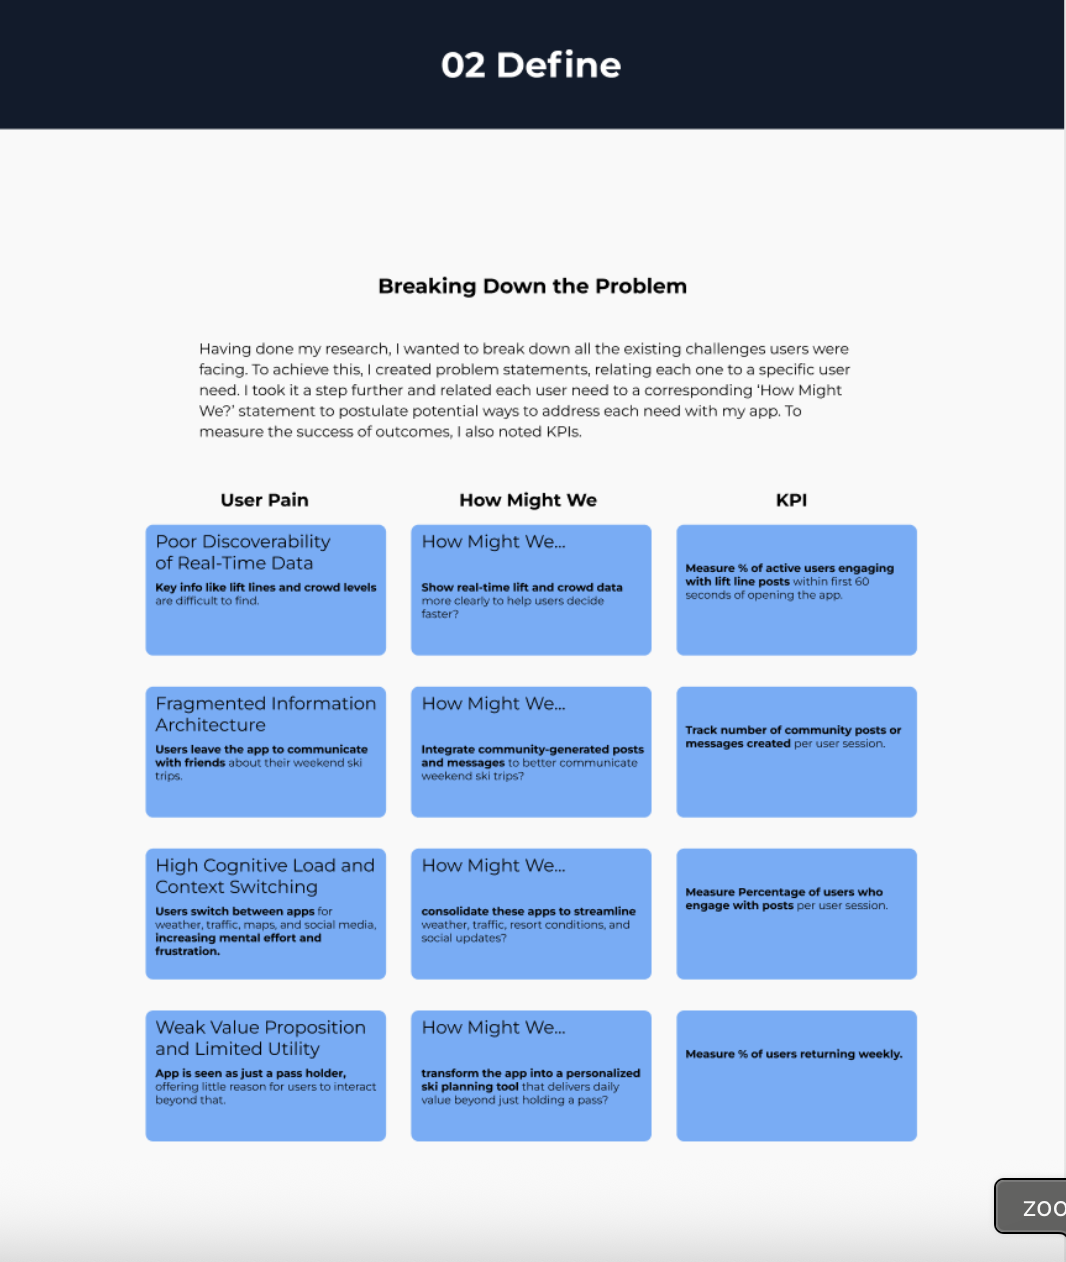 02 Define
Breaking Down the Problem
Having done my research, I wanted to break down all the existing challenges users were
facing. To achieve this, I created problem statements, relating each one to a specific user
need. I took it a step further and related each user need to a corresponding ‘How Might
We?’ statement to postulate potential ways to address each need with my app. To
measure the success of outcomes, I also noted KPIs.
User Pain
How Might We
KPI
Poor Discoverability
of Real-Time Data
Key info like lift lines and crowd levels
are difficult to find.
How Might We...
Show real-time lift and crowd data
more clearly to help users decide
faster?
Measure % of active users engaging
with lift line posts within first 60
seconds of opening the app.
Fragmented Information
Architecture
Users leave the app to communicate
with friends about their weekend ski
trips.
How Might We...
Integrate community-generated posts
and messages to better communicate
weekend ski trips?
Track number of community posts or
messages created per user session.
High Cognitive Load and
Context Switching
Users switch between apps for
weather, traffic, maps, and social media,
increasing mental effort and
frustration.
How Might We...
consolidate these apps to streamline
weather, traffic, resort conditions, and
social updates?
Measure Percentage of users who
engage with posts per user session.
Weak Value Proposition
and Limited Utility
App is seen as just a pass holder,
offering little reason for users to interact
beyond that.
How Might We...
transform the app into a personalized
ski planning tool that delivers daily
value beyond just holding a pass?
Measure % of users returning weekly.
zoo